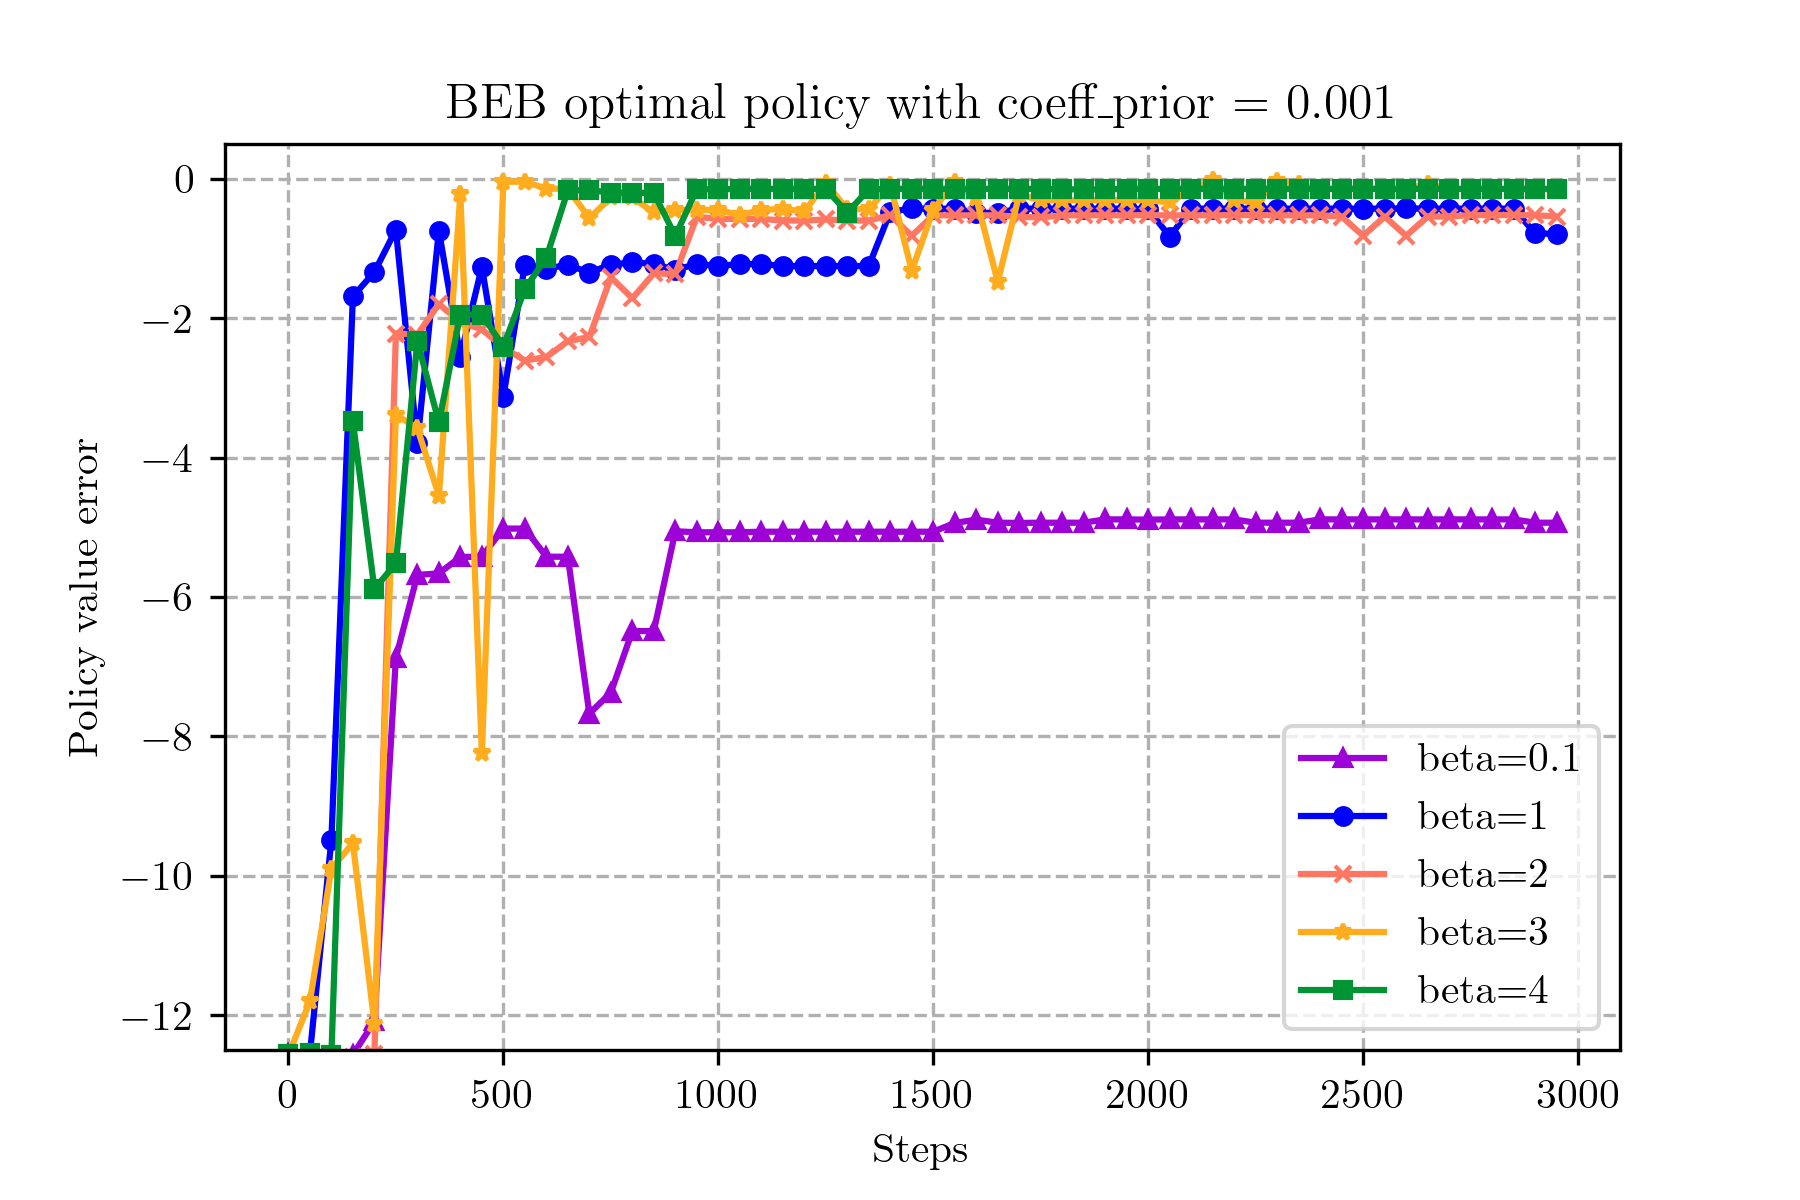 BEB optimal policy with coeff_prior = 0.001
Policy value error
0
−2
−4
−6
−8
−10
−12
beta=0.1
beta=1
beta=2
beta=3
beta=4
0 500 1000 1500 2000 2500 3000
Steps